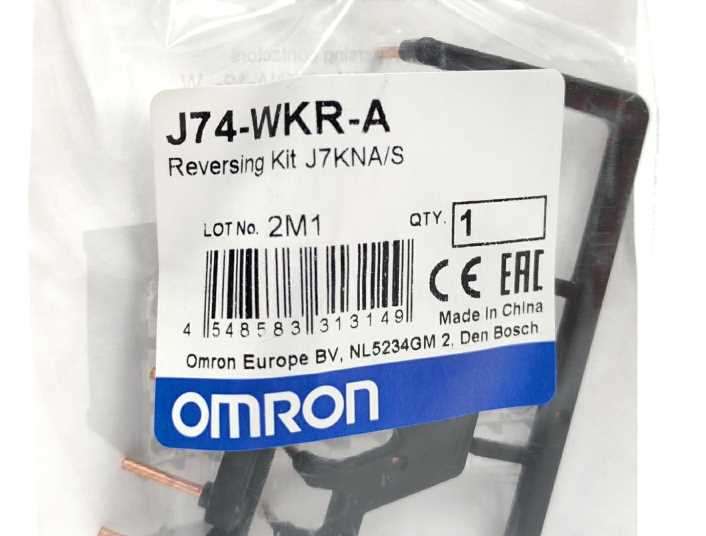 J74-WKR-A
Reversing Kit J7KNA/S
LOT No. 2M1 QTY. 1
CE EAC
4 548583 313149
Made in China
Omron Europe BV, NL5234GM 2, Den Bosch
OMRON